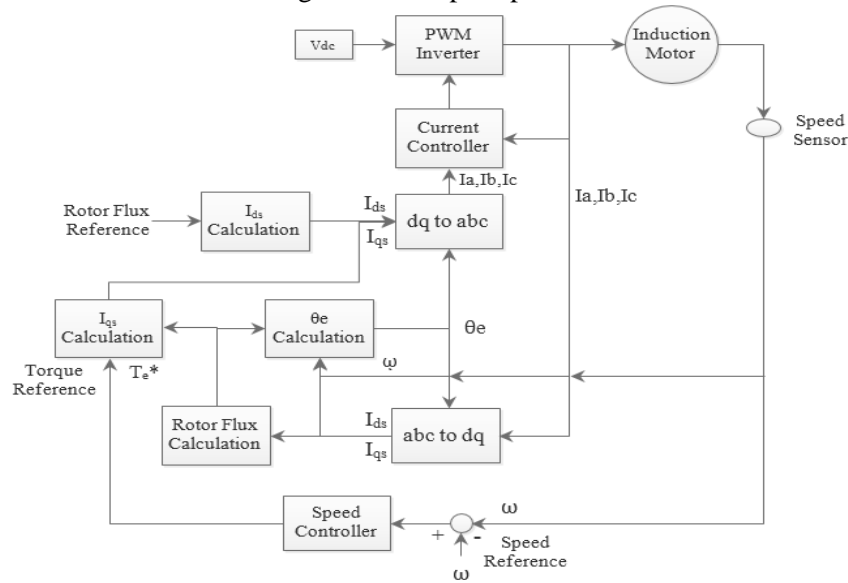 Vdc
PWM
Inverter
Induction
Motor
Speed
Sensor
Current
Controller
Ia,Ib,Ic
Ia,Ib,Ic
Rotor Flux
Reference
Ids
Calculation
Ids
Iqs
dq to abc
Iqs
Calculation
θe
Calculation
θe
Torque
Reference
Te*
ω
Rotor Flux
Calculation
Ids
Iqs
abc to dq
Speed
Controller
+
-
ω
Speed
Reference
ω